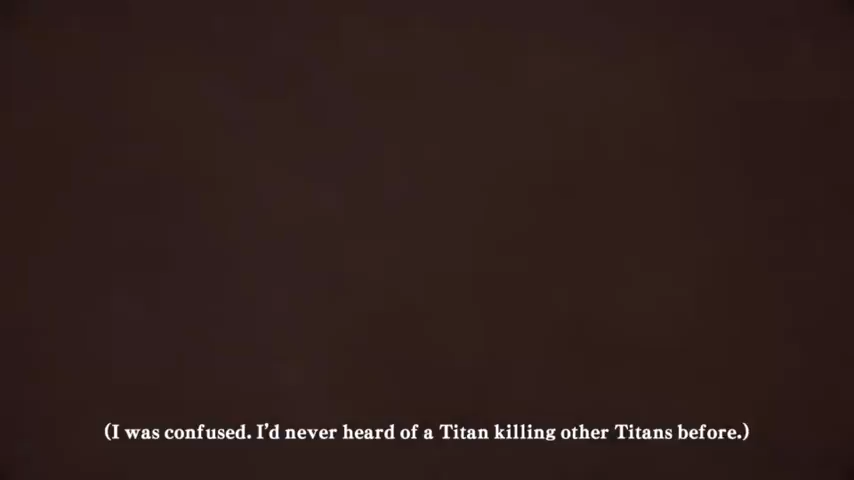 (I was confused. I'd never heard of a Titan killing other Titans before.)